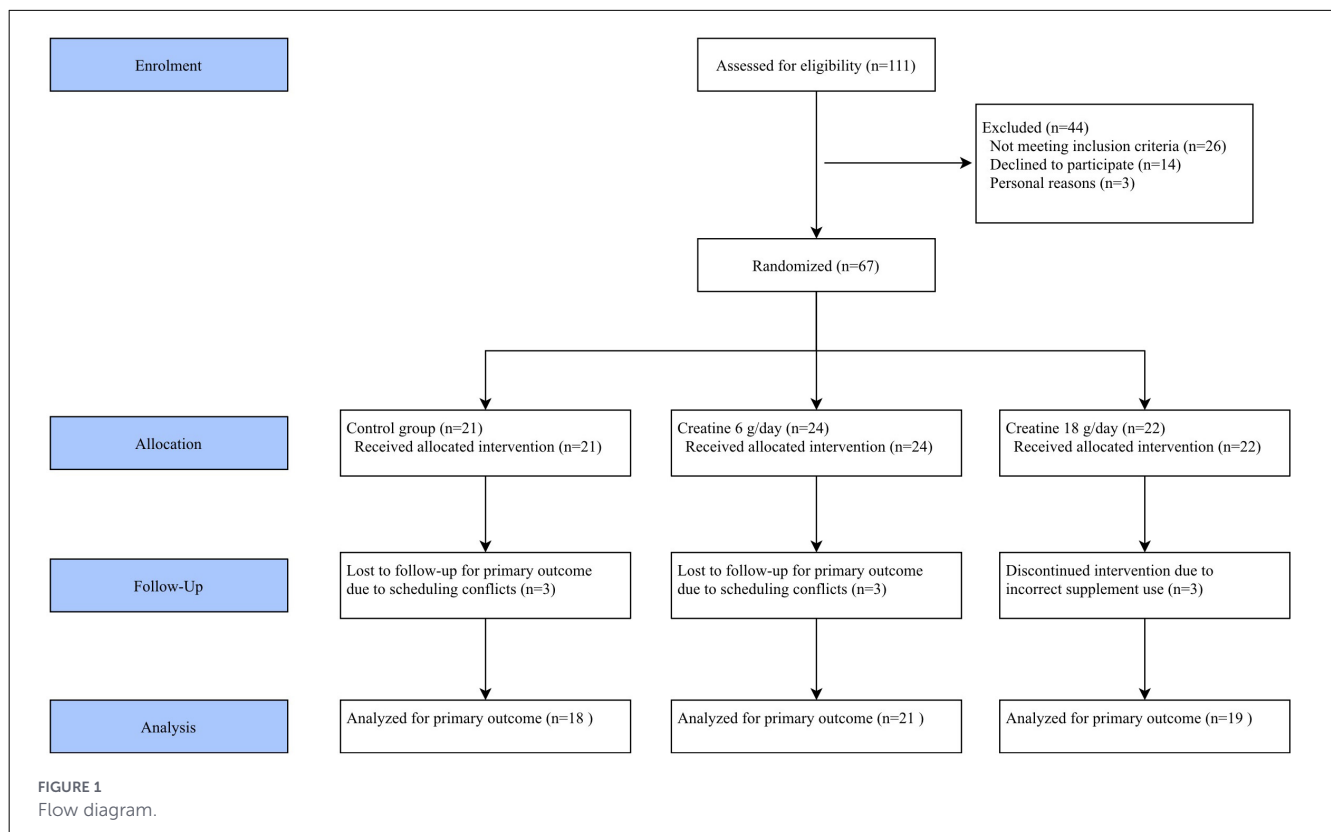 Enrolment
Assessed for eligibility (n=111)
Excluded (n=44)
Not meeting inclusion criteria (n=26)
Declined to participate (n=14)
Personal reasons (n=3)
Randomized (n=67)
Allocation
Control group (n=21)
Received allocated intervention (n=21)
Creatine 6 g/day (n=24)
Received allocated intervention (n=24)
Creatine 18 g/day (n=22)
Received allocated intervention (n=22)
Follow-Up
Lost to follow-up for primary outcome
due to scheduling conflicts (n=3)
Lost to follow-up for primary outcome
due to scheduling conflicts (n=3)
Discontinued intervention due to
incorrect supplement use (n=3)
Analysis
Analyzed for primary outcome (n=18 )
Analyzed for primary outcome (n=21 )
Analyzed for primary outcome (n=19 )
FIGURE 1
Flow diagram.